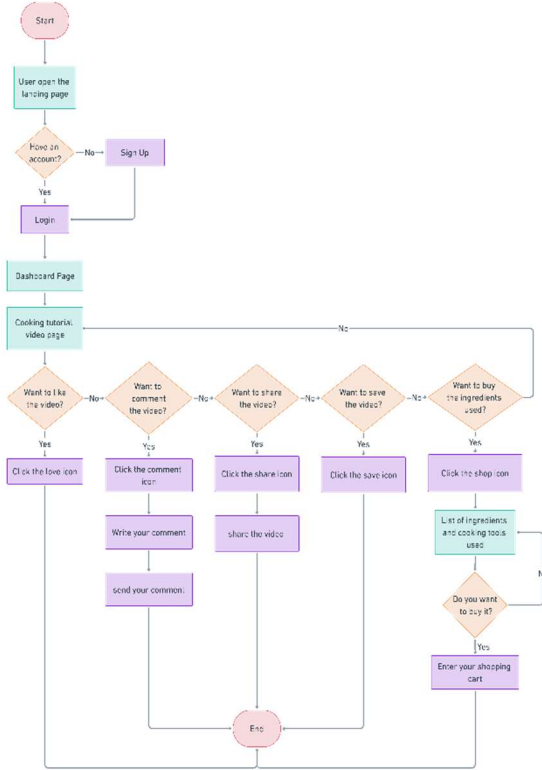 Start
User open the
landing page
Have an
account?
No
Sign Up
Yes
Login
Dashboard Page
Cooking tutorial
video page
No
Want to like
the video?
No
Want to
comment
the video?
No
Want to share
the video?
No
Want to save
the video?
No
Want to buy
the ingredients
used?
Yes
Yes
Yes
Yes
Yes
Click the love icon
Click the comment
icon
Click the share icon
Click the save icon
Click the shop icon
Write your comment
share the video
List of ingredients
and cooking tools
used
send your comment
Do you want
to buy it?
Yes
Enter your shopping
cart
End